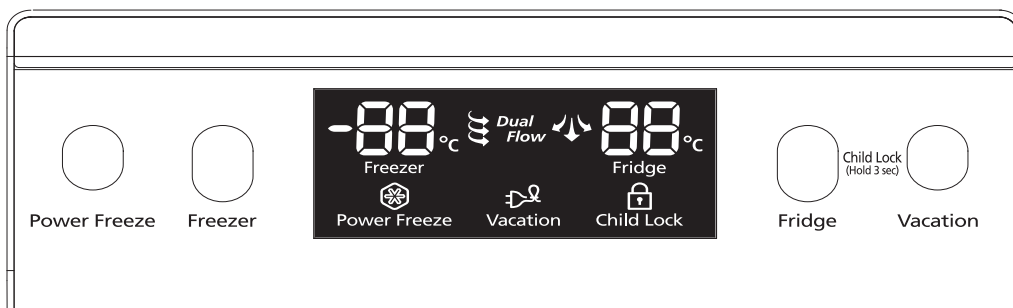 -88 °C
Dual
Flow
88 °C
Freezer
Fridge
Power Freeze
Vacation
Child Lock
Power Freeze
Freezer
Child Lock
(Hold 3 sec)
Fridge
Vacation